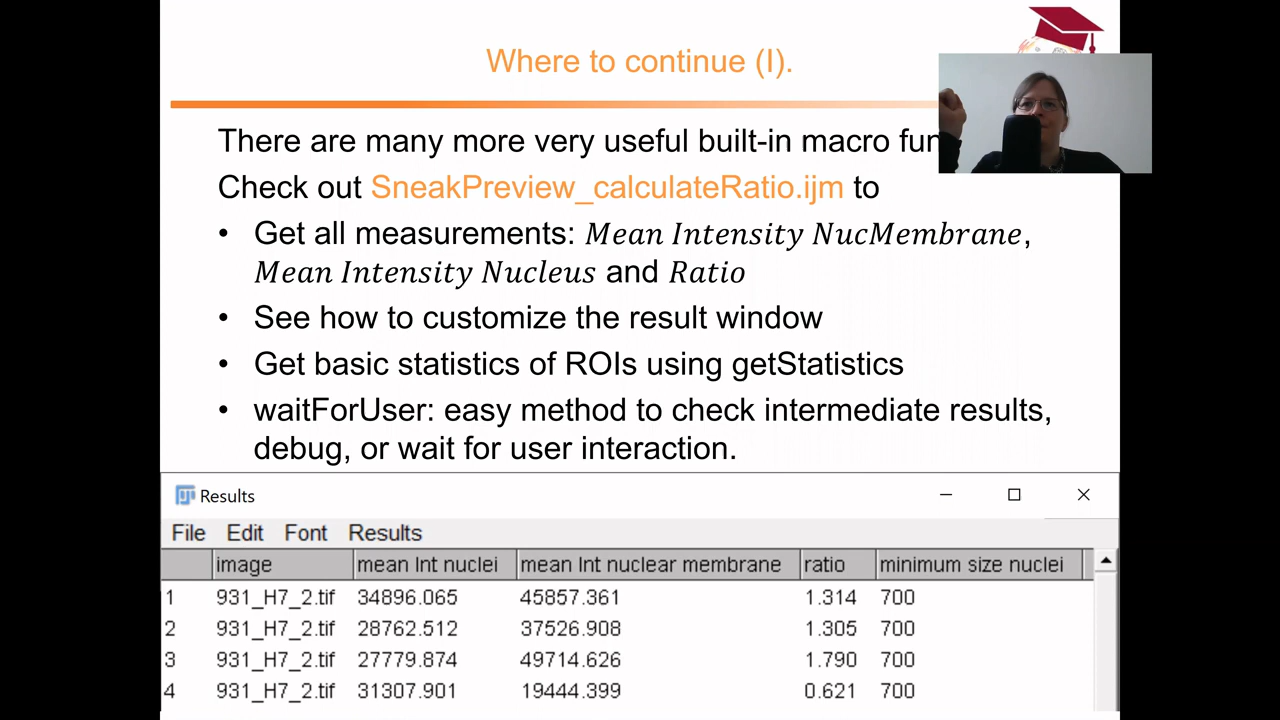 Where to continue (I).
There are many more very useful built-in macro
Check out SneakPreview_calculateRatio.ijm to
• Get all measurements: Mean Intensity NucMembrane,
Mean Intensity Nucleus and Ratio
• See how to customize the result window
• Get basic statistics of ROIs using getStatistics
• waitForUser: easy method to check intermediate results,
debug, or wait for user interaction.
Results
File Edit Font Results
image mean Int nuclei mean Int nuclear membrane ratio minimum size nuclei
1 931_H7_2.tif 34896.065 45857.361 1.314 700
2 931_H7_2.tif 28762.512 37526.908 1.305 700
3 931_H7_2.tif 27779.874 49714.626 1.790 700
4 931_H7_2.tif 31307.901 19444.399 0.621 700